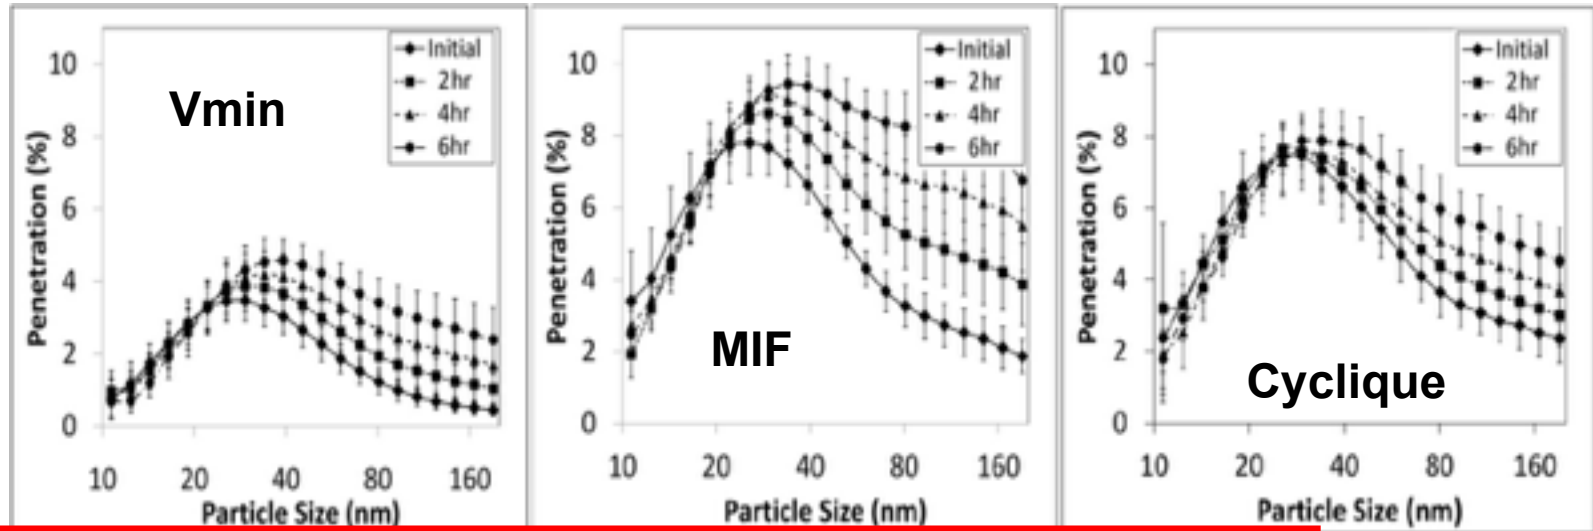 Penetration (%)
10
8
6
4
2
0
Vmin
Initial
2hr
4hr
6hr
10 20 40 80 160
Particle Size (nm)
Penetration (%)
10
8
6
4
2
0
Initial
2hr
4hr
6hr
MIF
10 20 40 80 160
Particle Size (nm)
Penetration (%)
10
8
6
4
2
0
Initial
2hr
4hr
6hr
Cyclique
10 20 40 80 160
Particle Size (nm)